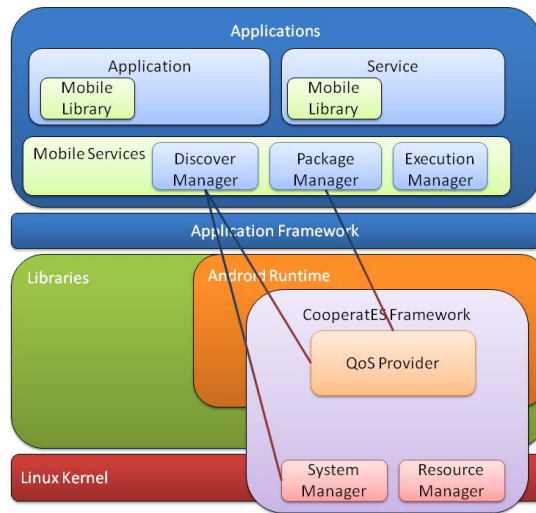 Applications
Application
Service
Mobile
Library
Mobile
Library
Mobile Services
Discover
Manager
Package
Manager
Execution
Manager
Application Framework
Libraries
Android Runtime
CooperatES Framework
QoS Provider
Linux Kernel
System
Manager
Resource
Manager